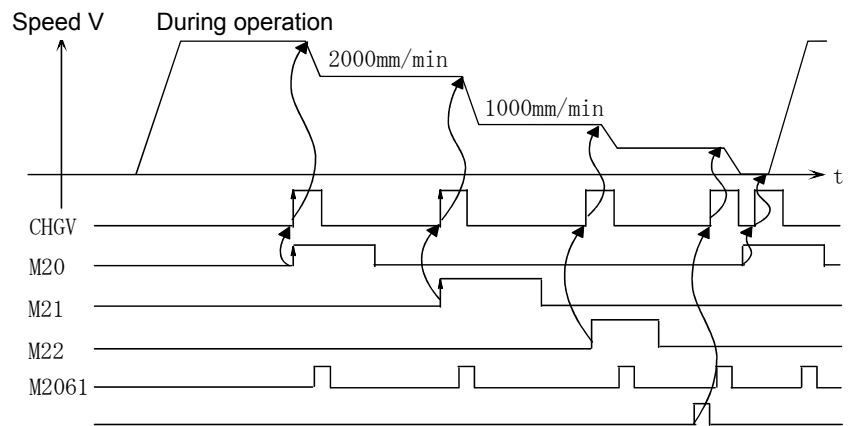 Speed V During operation
2000mm/min
1000mm/min
t
CHGV
M20
M21
M22
M2061